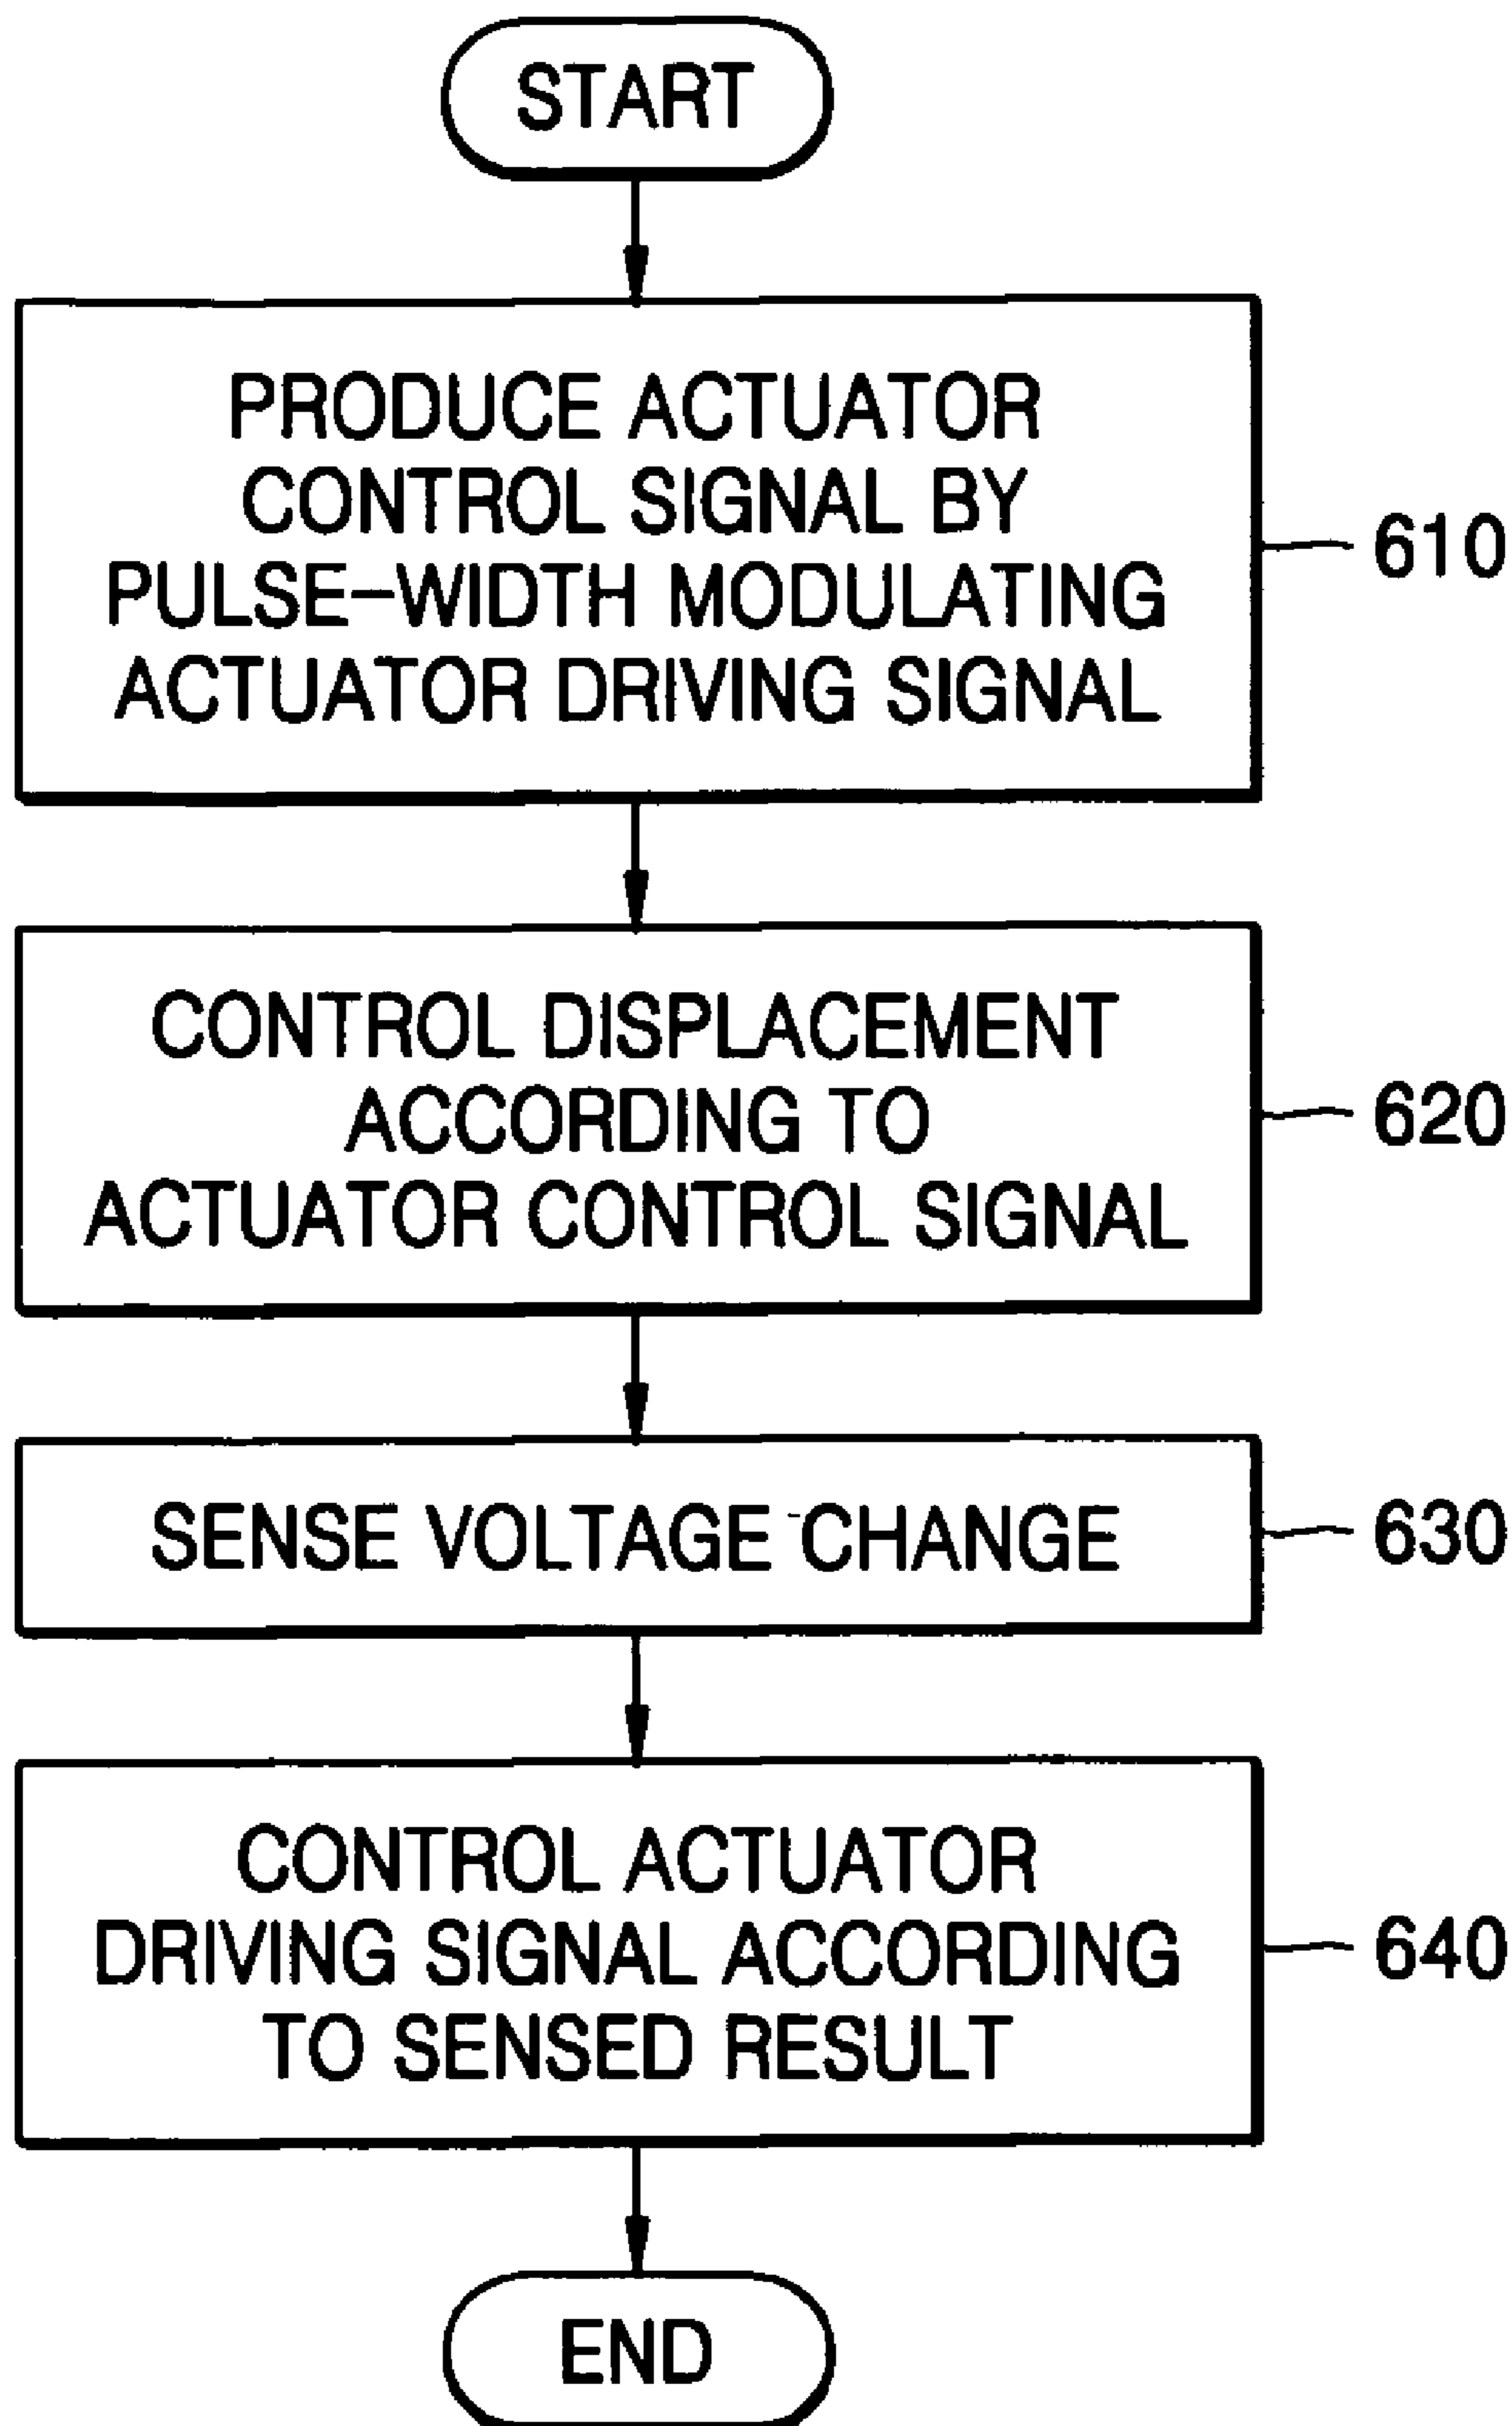 START
PRODUCE ACTUATOR
CONTROL SIGNAL BY
PULSE-WIDTH MODULATING
ACTUATOR DRIVING SIGNAL
610
CONTROL DISPLACEMENT
ACCORDING TO
ACTUATOR CONTROL SIGNAL
620
SENSE VOLTAGE CHANGE
630
CONTROL ACTUATOR
DRIVING SIGNAL ACCORDING
TO SENSED RESULT
640
END